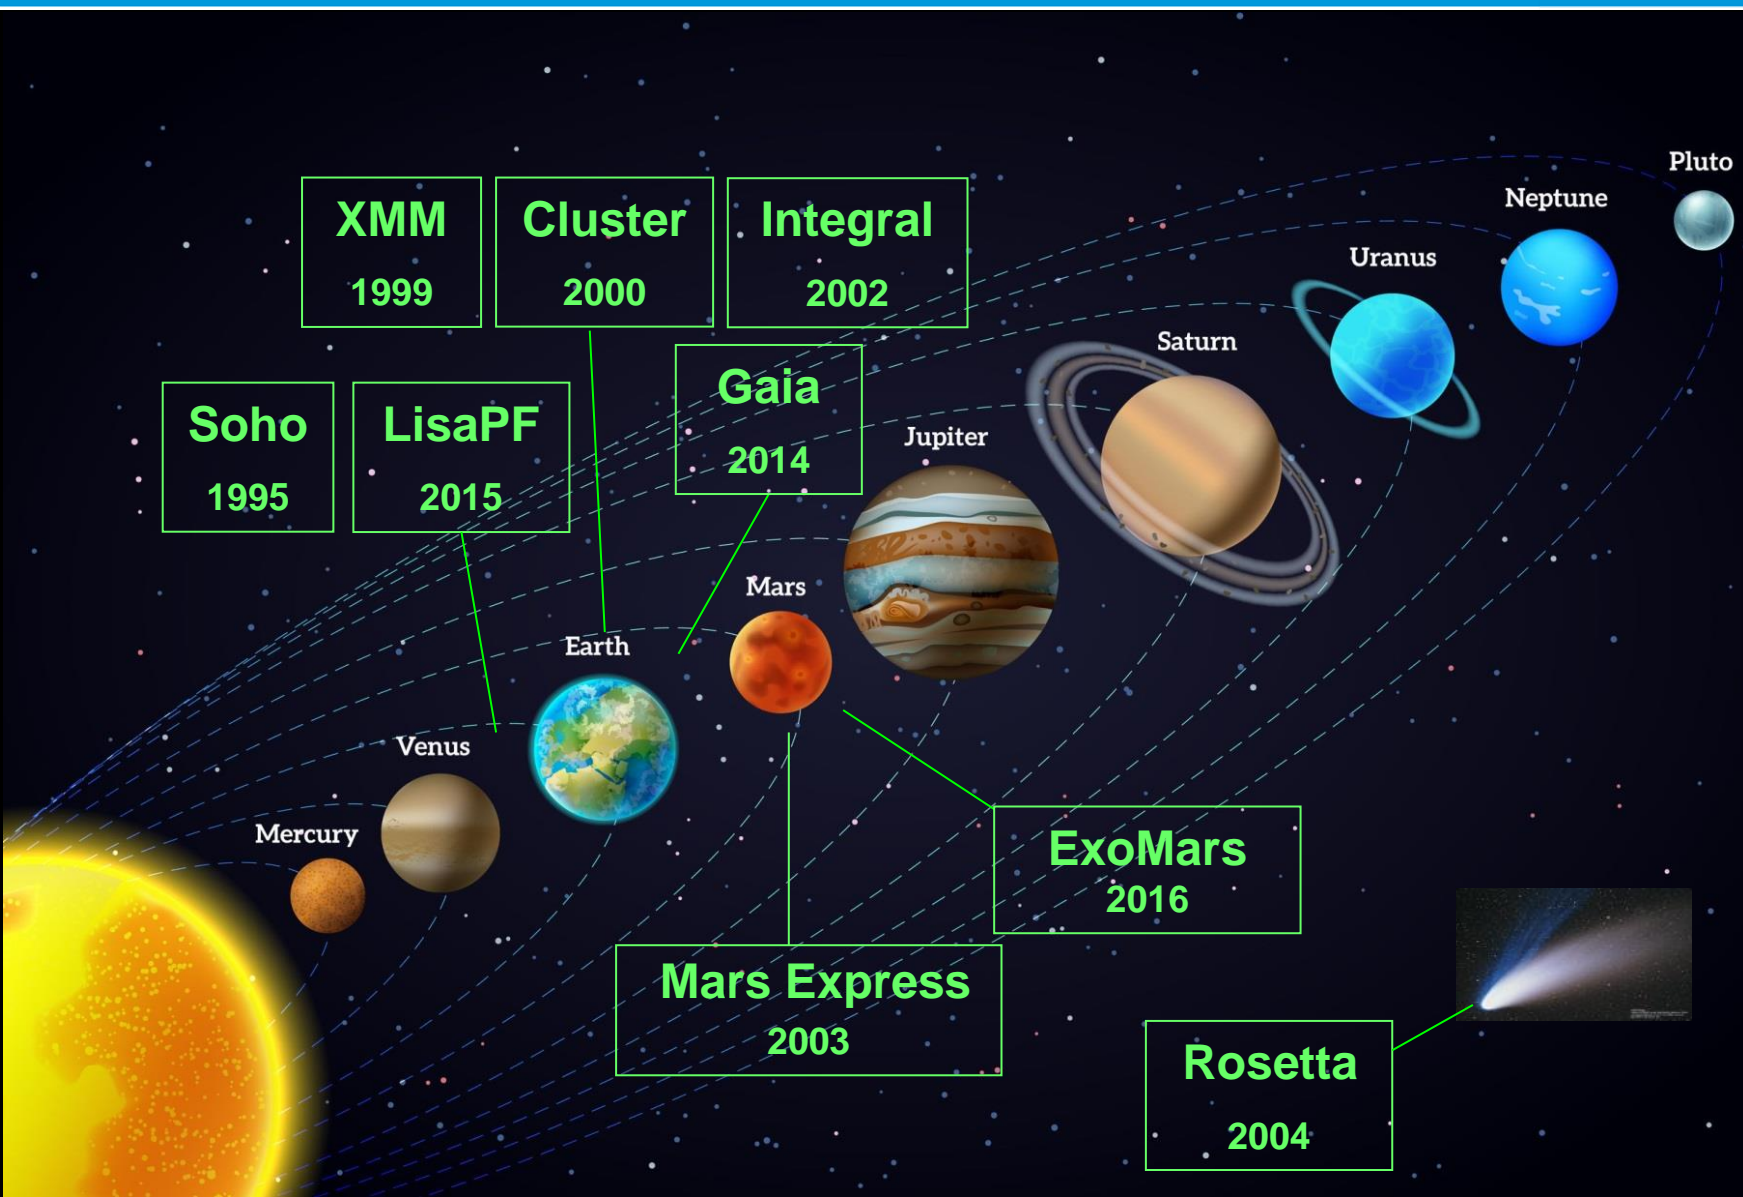 Pluto
Neptune
XMM
1999
Cluster
2000
Integral
2002
Uranus
Saturn
Gaia
2014
Soho
1995
LisaPF
2015
Jupiter
Mars
Earth
Venus
Mercury
ExoMars
2016
Mars Express
2003
Rosetta
2004